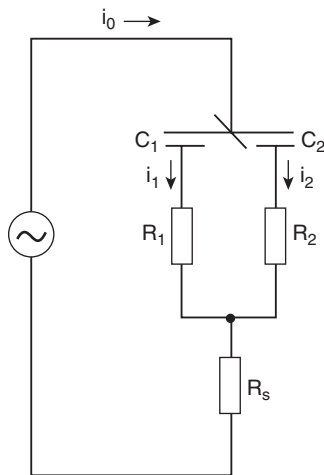 i₀
C₁ C₂
i₁ i₂
R₁ R₂
Rₛ